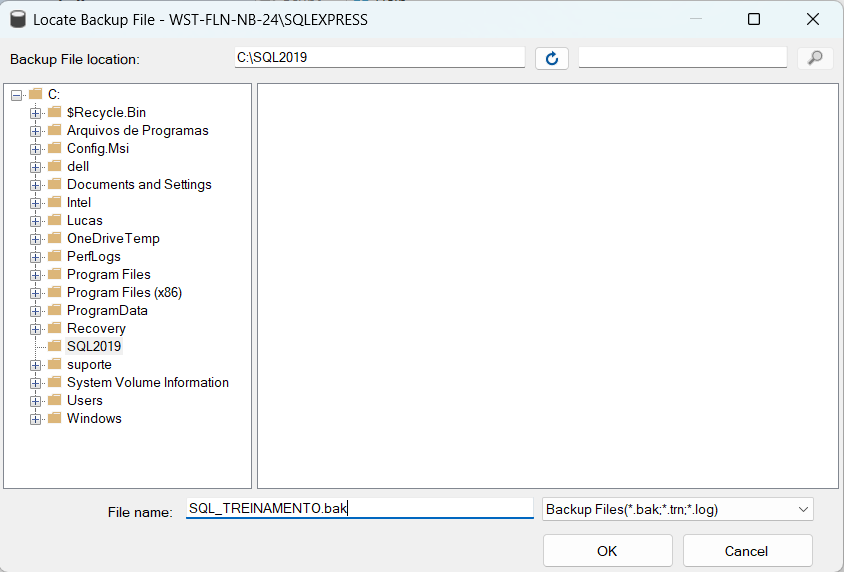 Locate Backup File - WST-FLN-NB-24\SQLEXPRESS
Backup File location:
C:\SQL2019
C:
$Recycle.Bin
Arquivos de Programas
Config.Msi
dell
Documents and Settings
Intel
Lucas
OneDriveTemp
PerfLogs
Program Files
Program Files (x86)
ProgramData
Recovery
SQL2019
suporte
System Volume Information
Users
Windows
File name:
SQL_TREINAMENTO.bak
Backup Files(*.bak;*.trn;*.log)
OK
Cancel